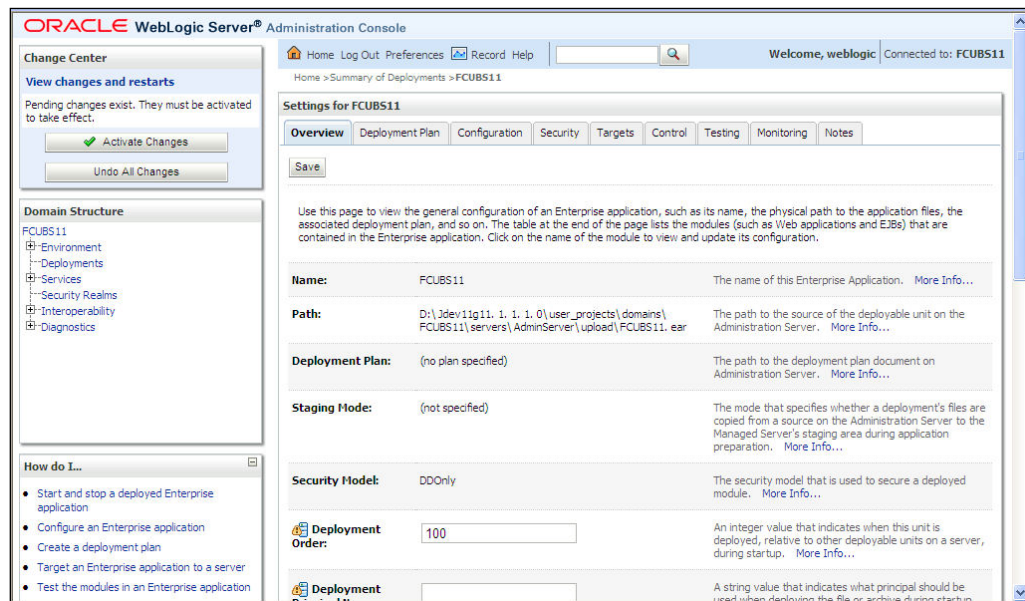 ORACLE WebLogic Server® Administration Console
Change Center
View changes and restarts
Pending changes exist. They must be activated
to take effect.
Activate Changes
Undo All Changes
Domain Structure
FCUBS11
Environment
Deployments
Services
Security Realms
Interoperability
Diagnostics
How do I...
Start and stop a deployed Enterprise
application
Configure an Enterprise application
Create a deployment plan
Target an Enterprise application to a server
Test the modules in an Enterprise application
Home Log Out Preferences Record Help
Welcome, weblogic Connected to: FCUBS11
Home >Summary of Deployments >FCUBS11
Settings for FCUBS11
Overview Deployment Plan Configuration Security Targets Control Testing Monitoring Notes
Save
Use this page to view the general configuration of an Enterprise application, such as its name, the physical path to the application files, the
associated deployment plan, and so on. The table at the end of the page lists the modules (such as Web applications and EJBs) that are
contained in the Enterprise application. Click on the name of the module to view and update its configuration.
Name: FCUBS11 The name of this Enterprise Application. More Info...
Path: D:\Jdev11g11. 1. 1. 1. 0\user_projects\domains\ The path to the source of the deployable unit on the
FCUBS11\servers\AdminServer\upload\FCUBS11. ear Administration Server. More Info...
Deployment Plan: (no plan specified) The path to the deployment plan document on
Administration Server. More Info...
Staging Mode: (not specified) The mode that specifies whether a deployment's files are
copied from a source on the Administration Server to the
Managed Server's staging area during application
preparation. More Info...
Security Model: DDOnly The security model that is used to secure a deployed
module. More Info...
Deployment 100 An integer value that indicates when this unit is
Order: deployed, relative to other deployable units on a server,
during startup. More Info...
Deployment A string value that indicates what principal should be
used when deploying the file or archive during startup